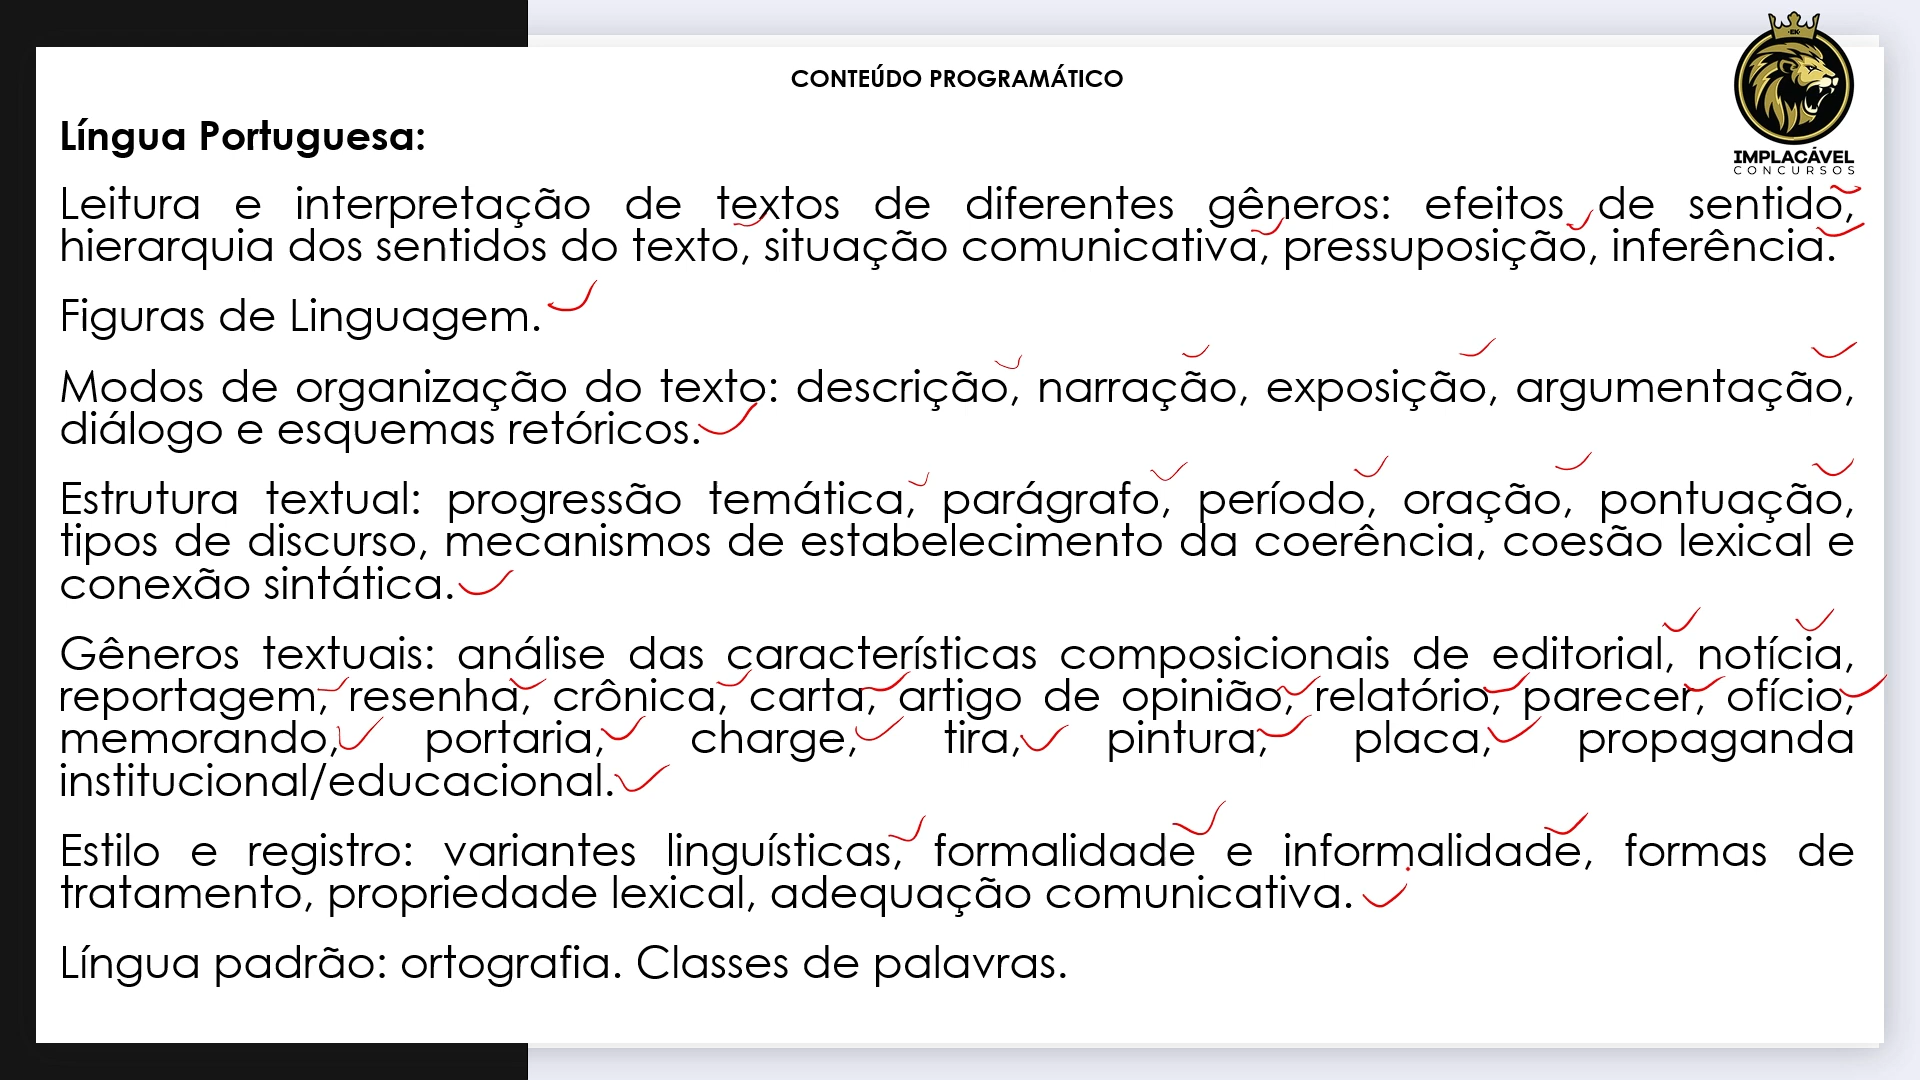 CONTEÚDO PROGRAMÁTICO
EK
IMPLACÁVEL
CONCURSOS
Língua Portuguesa:
Leitura e interpretação de textos de diferentes gêneros: efeitos de sentido,
hierarquia dos sentidos do texto, situação comunicativa, pressuposição, inferência.
Figuras de Linguagem.
Modos de organização do texto: descrição, narração, exposição, argumentação,
diálogo e esquemas retóricos.
Estrutura textual: progressão temática, parágrafo, período, oração, pontuação,
tipos de discurso, mecanismos de estabelecimento da coerência, coesão lexical e
conexão sintática.
Gêneros textuais: análise das características composicionais de editorial, notícia,
reportagem, resenha, crônica, carta, artigo de opinião, relatório, parecer, ofício,
memorando, portaria, charge, tira, pintura, placa, propaganda
institucional/educacional.
Estilo e registro: variantes linguísticas, formalidade e informalidade, formas de
tratamento, propriedade lexical, adequação comunicativa.
Língua padrão: ortografia. Classes de palavras.